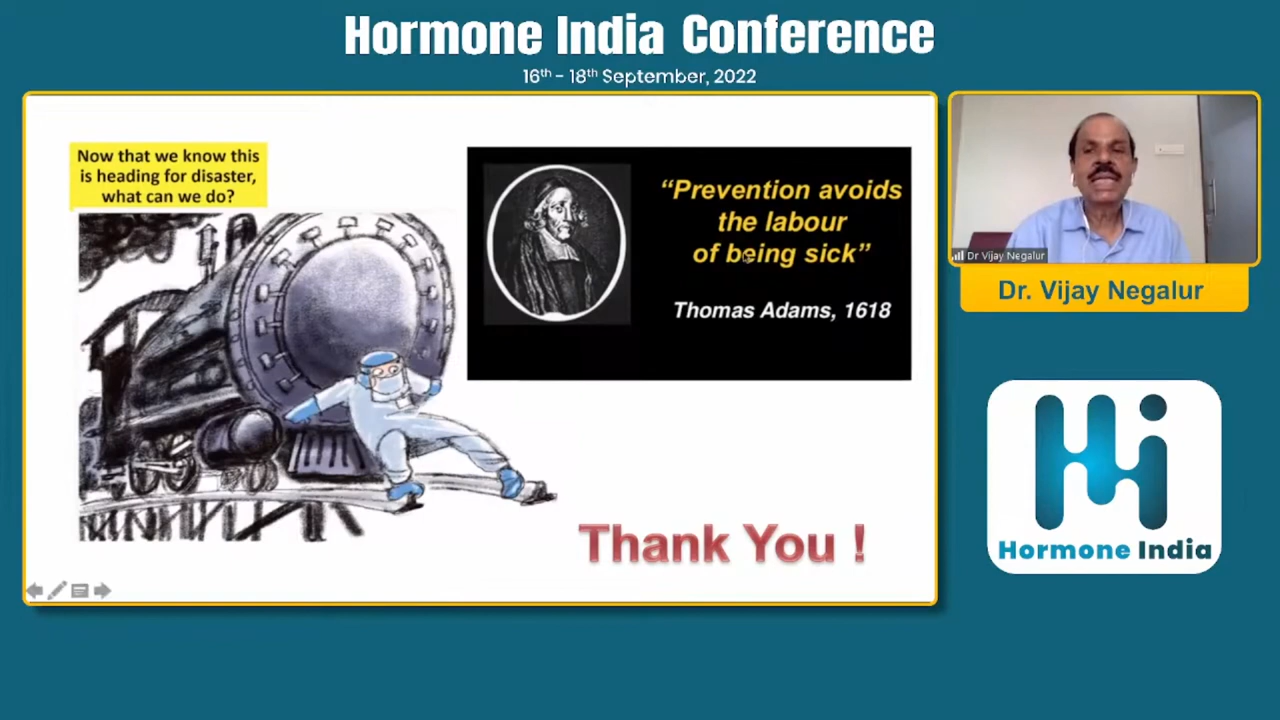 Hormone India Conference
16th - 18th September, 2022
Now that we know this
is heading for disaster,
what can we do?
“Prevention avoids
the labour
of being sick”
Thomas Adams, 1618
Thank You !
Dr Vijay Negalur
Dr. Vijay Negalur
Hi
Hormone India